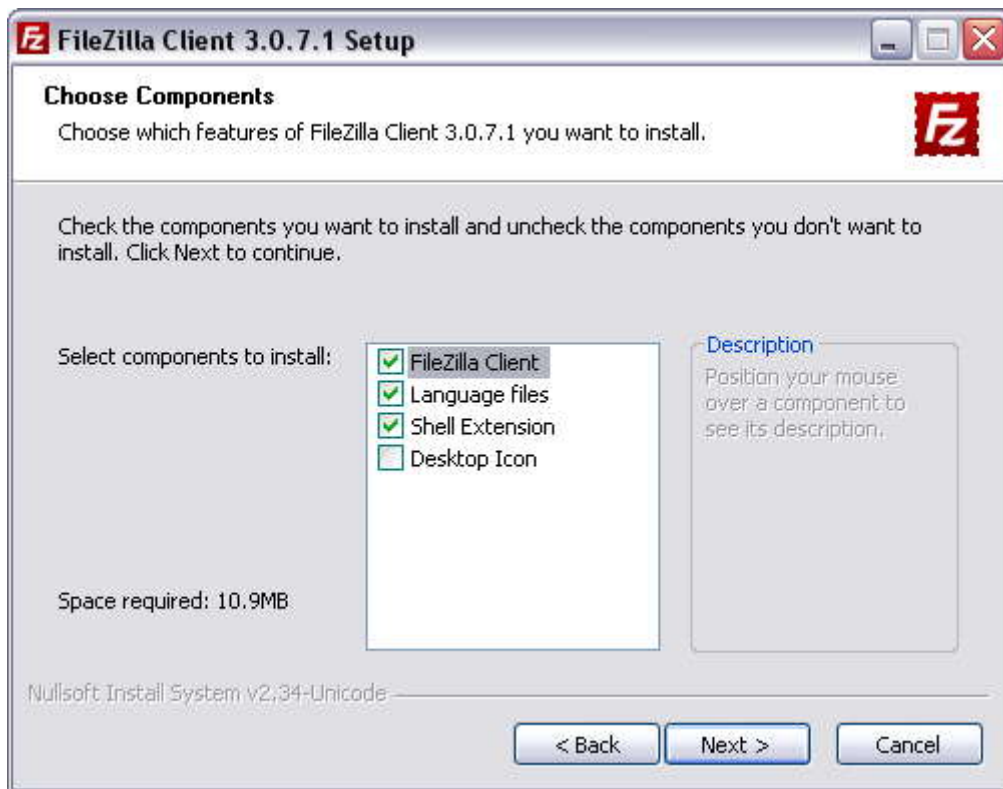 FileZilla Client 3.0.7.1 Setup
Choose Components
Choose which features of FileZilla Client 3.0.7.1 you want to install.
Fz
Check the components you want to install and uncheck the components you don't want to
install. Click Next to continue.
Select components to install:
FileZilla Client
Language files
Shell Extension
Desktop Icon
Description
Position your mouse
over a component to
see its description.
Space required: 10.9MB
Nullsoft Install System v2.34-Unicode
< Back
Next >
Cancel